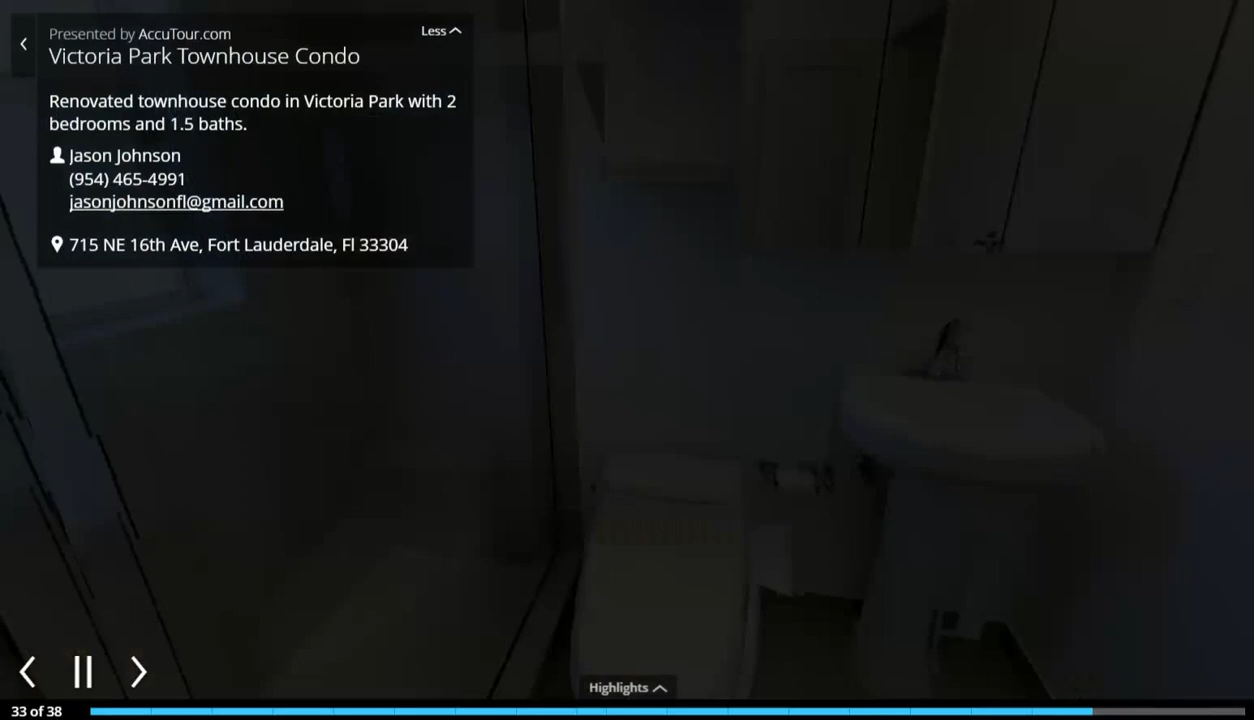 Presented by AccuTour.com
Less
Victoria Park Townhouse Condo
Renovated townhouse condo in Victoria Park with 2
bedrooms and 1.5 baths.
Jason Johnson
(954) 465-4991
jasonjohnsonfl@gmail.com
715 NE 16th Ave, Fort Lauderdale, Fl 33304
Highlights
33 of 38